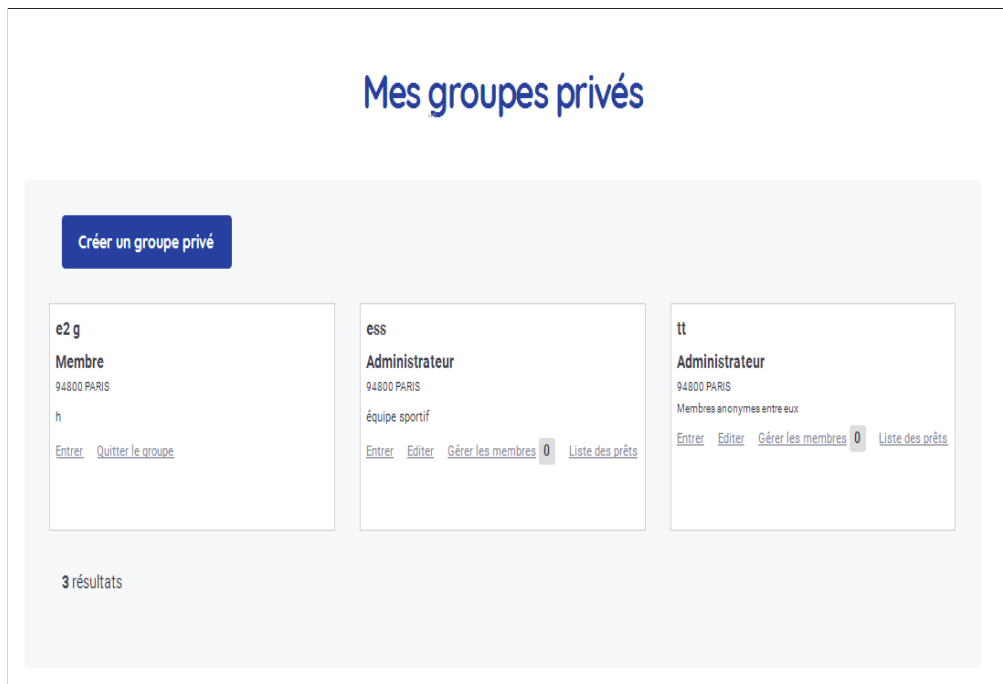 Mes groupes privés
Créer un groupe privé
e2 g
Membre
94800 PARIS
h
Entrer Quitter le groupe
ess
Administrateur
94800 PARIS
équipe sportif
Entrer Editer Gérer les membres 0 Liste des prêts
tt
Administrateur
94800 PARIS
Membres anonymes entre eux
Entrer Editer Gérer les membres 0 Liste des prêts
3 résultats